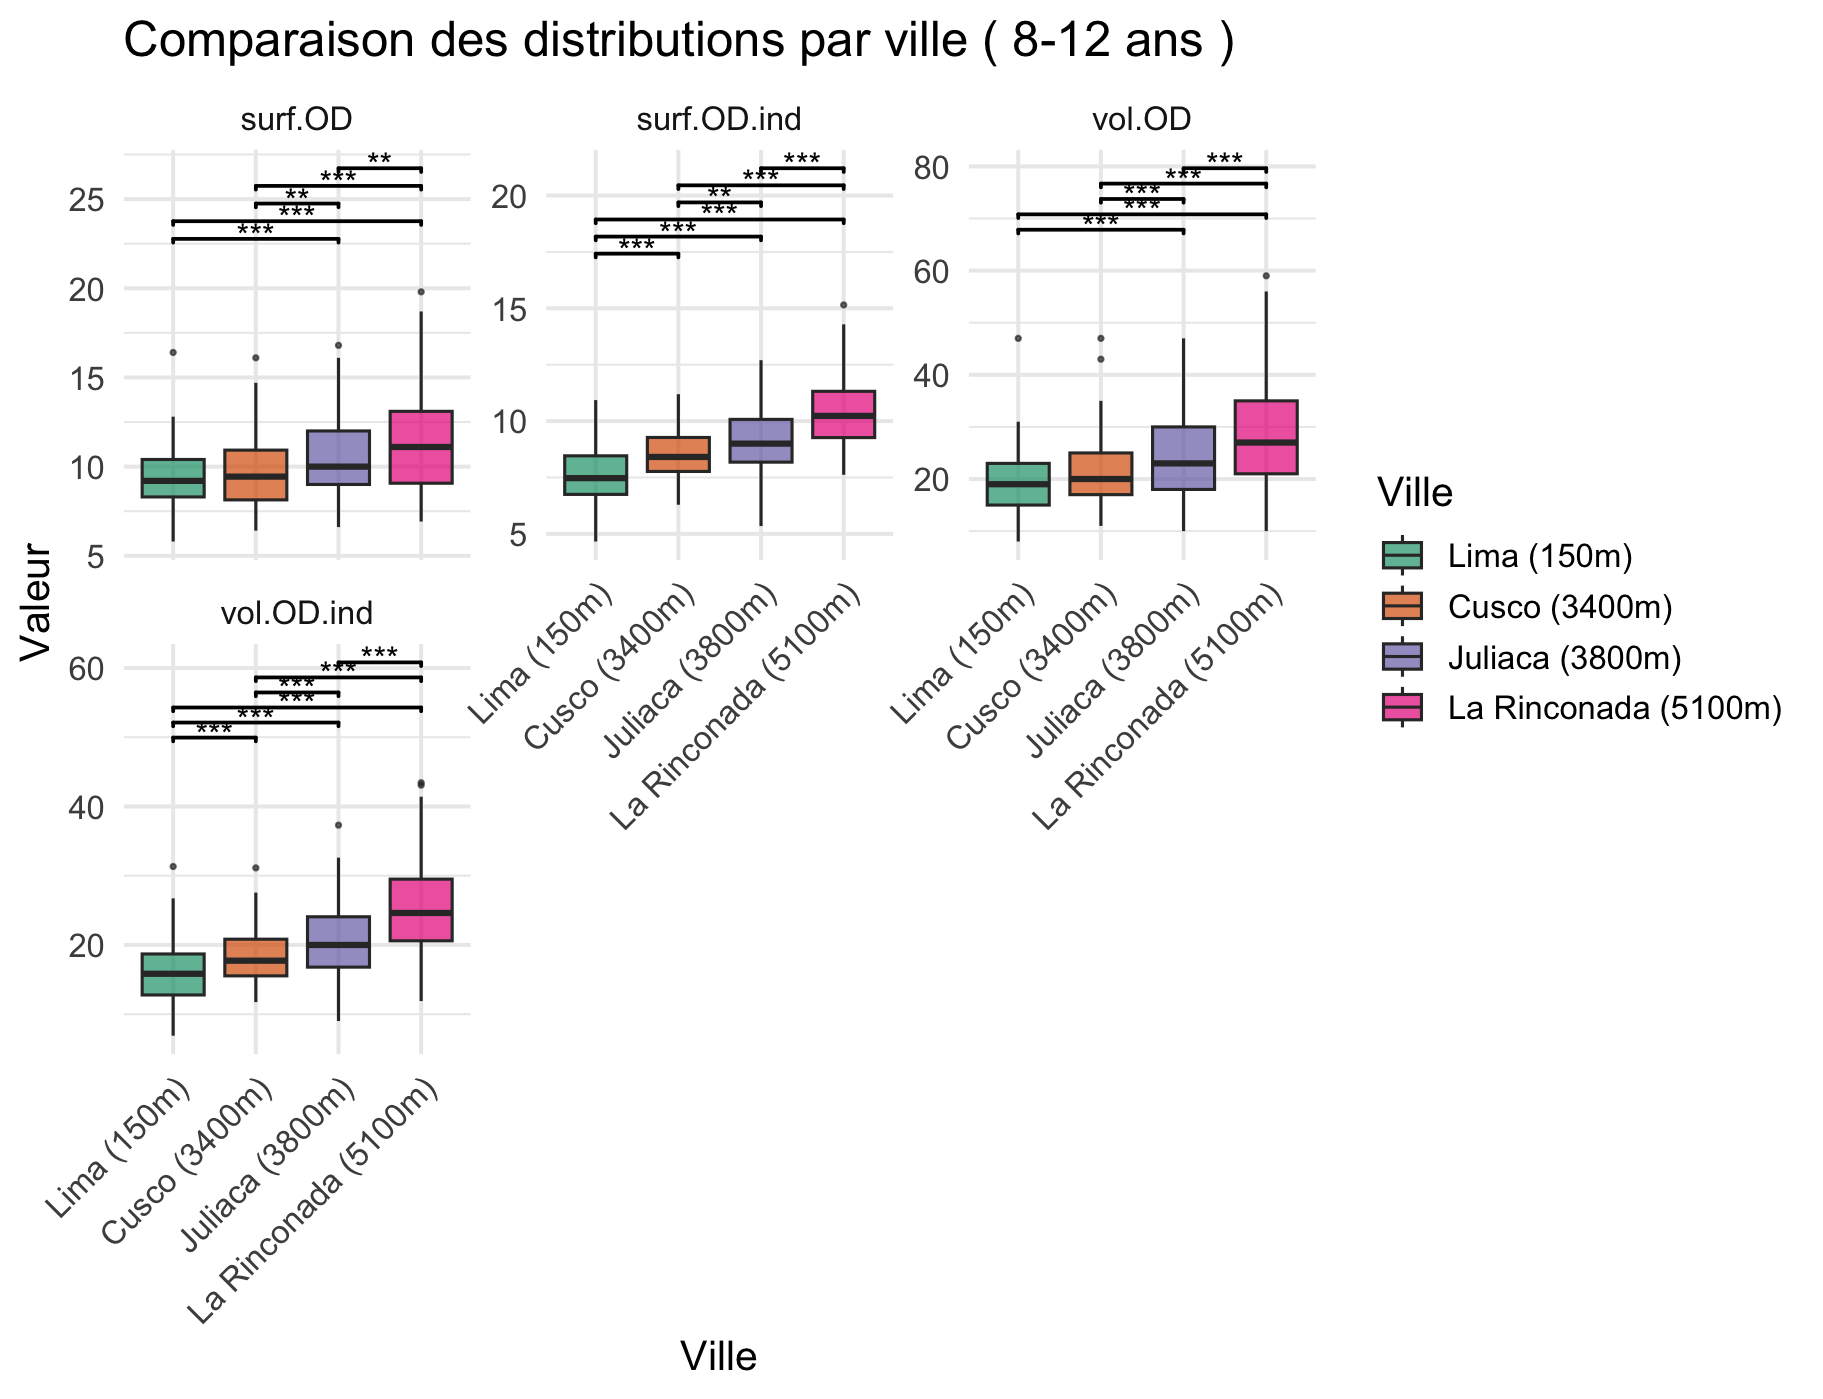 Comparaison des distributions par ville ( 8-12 ans )
surf.OD
surf.OD.ind
vol.OD
**
***
**
***
***
25
20
15
10
5
***
***
**
***
***
***
20
15
10
5
***
***
***
***
***
80
60
40
20
Lima (150m)
Cusco (3400m)
Juliaca (3800m)
La Rinconada (5100m)
Lima (150m)
Cusco (3400m)
Juliaca (3800m)
La Rinconada (5100m)
vol.OD.ind
***
***
***
***
***
***
60
40
20
Lima (150m)
Cusco (3400m)
Juliaca (3800m)
La Rinconada (5100m)
Valeur
Ville
Ville
Lima (150m)
Cusco (3400m)
Juliaca (3800m)
La Rinconada (5100m)